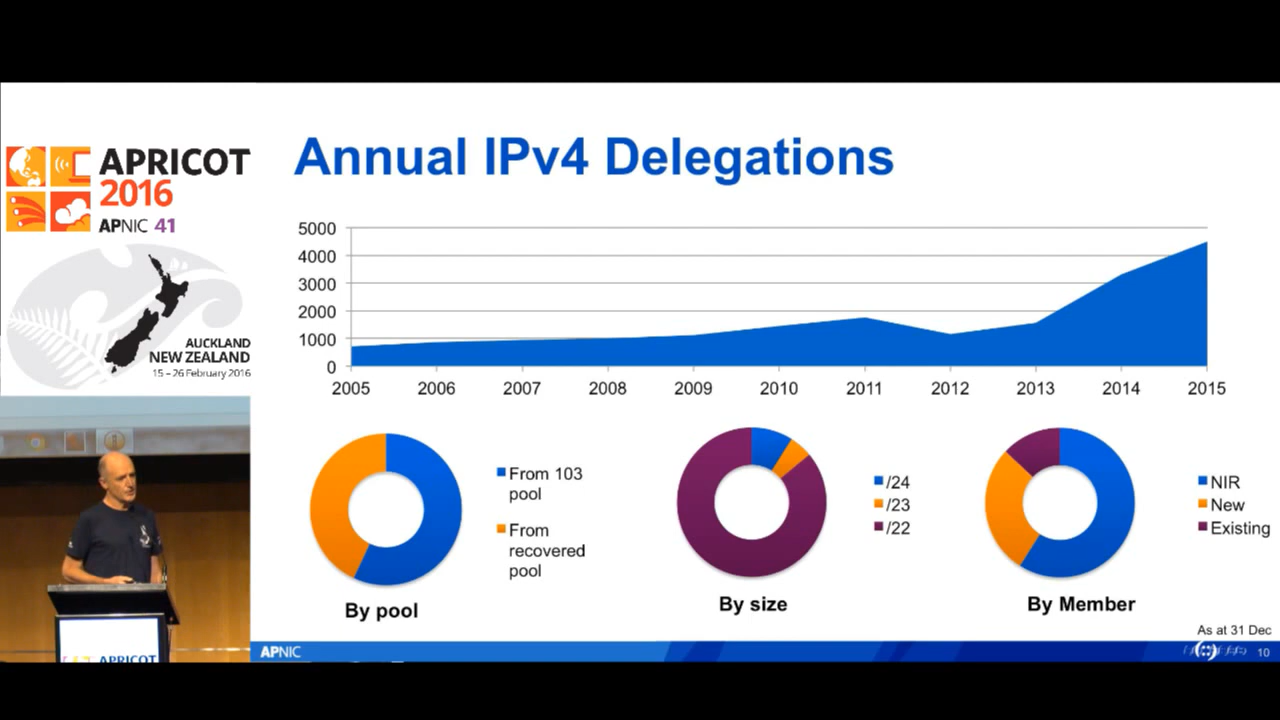 APRICOT
2016
APNIC 41
AUCKLAND
NEW ZEALAND
15 – 26 February 2016
Annual IPv4 Delegations
5000
4000
3000
2000
1000
0
2005 2006 2007 2008 2009 2010 2011 2012 2013 2014 2015
From 103
pool
From
recovered
pool
By pool
/24
/23
/22
By size
NIR
New
Existing
By Member
As at 31 Dec
APNIC
10
APRICOT